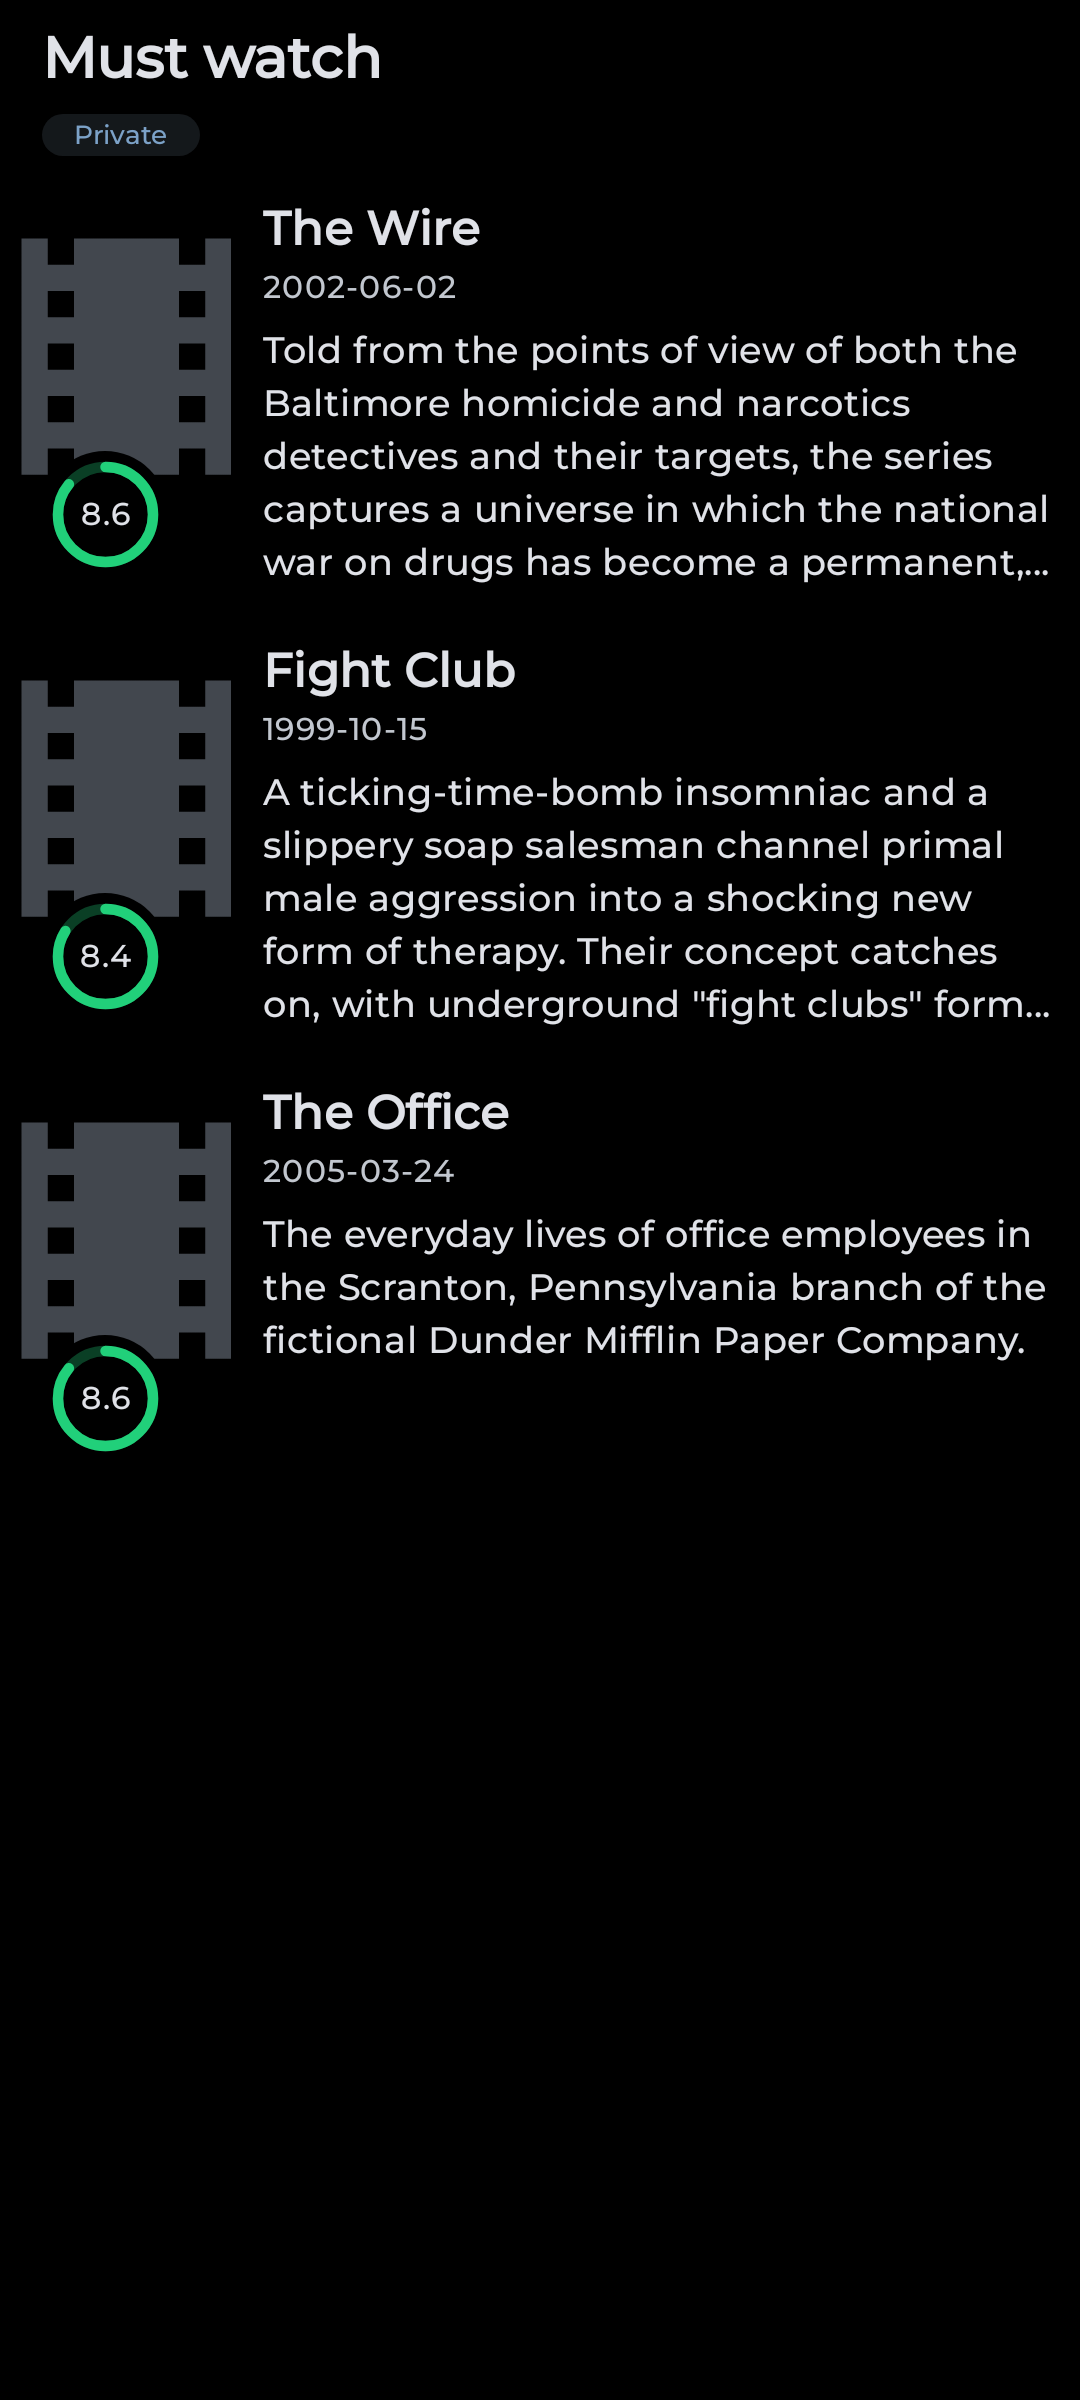 Must watch
Private
The Wire
2002-06-02
Told from the points of view of both the
Baltimore homicide and narcotics
detectives and their targets, the series
captures a universe in which the national
war on drugs has become a permanent,...
8.6
Fight Club
1999-10-15
A ticking-time-bomb insomniac and a
slippery soap salesman channel primal
male aggression into a shocking new
form of therapy. Their concept catches
on, with underground "fight clubs" form...
8.4
The Office
2005-03-24
The everyday lives of office employees in
the Scranton, Pennsylvania branch of the
fictional Dunder Mifflin Paper Company.
8.6